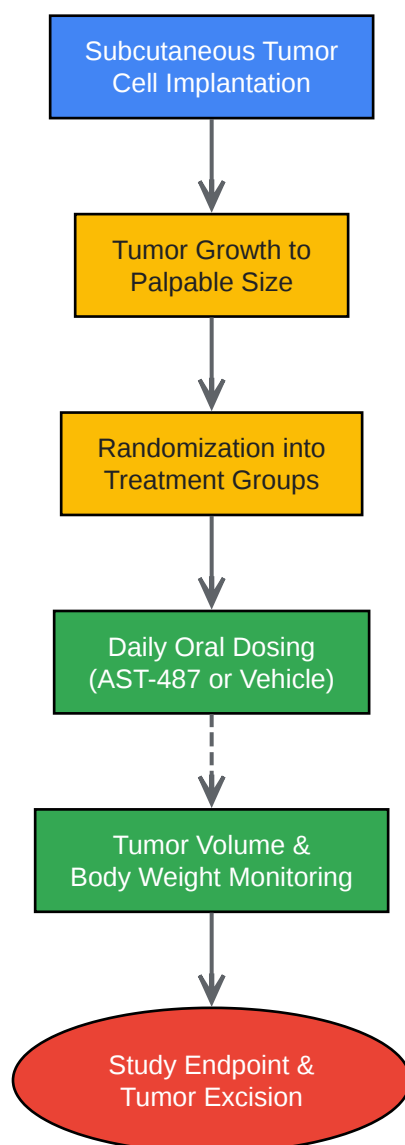 Subcutaneous Tumor
Cell Implantation
Tumor Growth to
Palpable Size
Randomization into
Treatment Groups
Daily Oral Dosing
(AST-487 or Vehicle)
Tumor Volume &
Body Weight Monitoring
Study Endpoint &
Tumor Excision